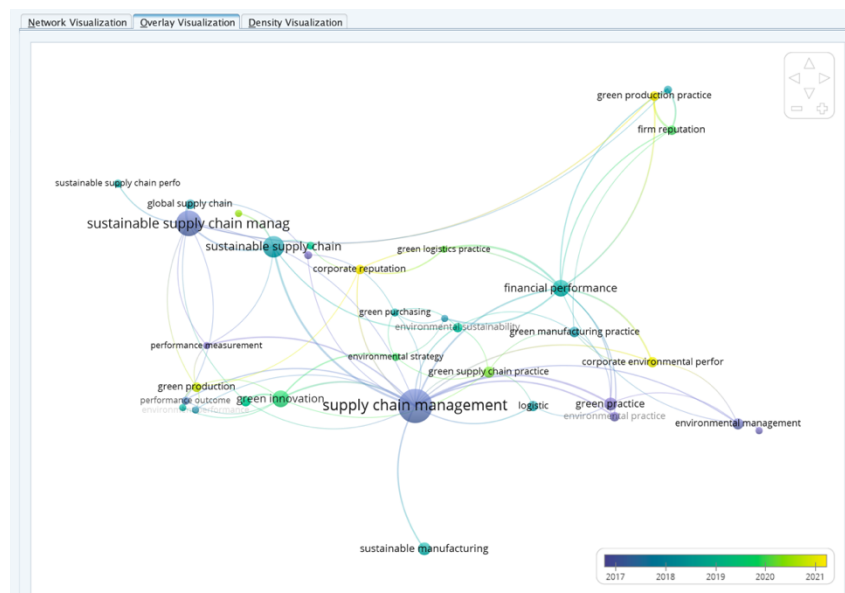 Network Visualization
Overlay Visualization
Density Visualization
green production practice
firm reputation
sustainable supply chain perfo
global supply chain
sustainable supply chain manag
sustainable supply chain
green logistics practice
corporate reputation
financial performance
green purchasing
environmental sustainability
green manufacturing practice
performance measurement
environmental strategy
corporate environmental perfor
green supply chain practice
green production
performance outcome
green innovation
supply chain management
logistic
green practice
environmental performance
environmental practice
environmental management
sustainable manufacturing
2017
2018
2019
2020
2021